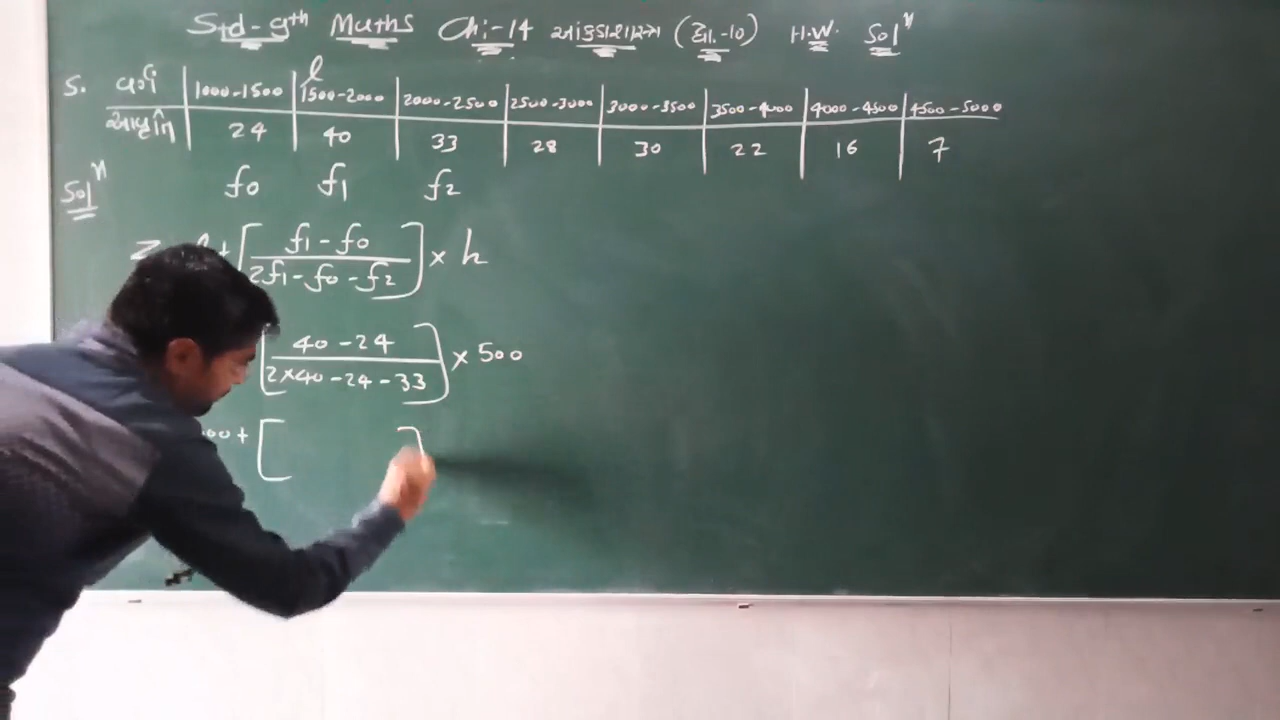 Std-9th Maths Ch:-14 આંકડાશાસ્ત્ર (દા.-10) H.W. Solⁿ
5. વર્ગ 1000-1500 1500-2000 2000-2500 2500-3000 3000-3500 3500-4000 4000-4500 4500-5000
l
આવૃત્તિ 24 40 33 28 30 22 16 7
Solⁿ f0 f1 f2
Z + [ f1-f0 / 2f1-f0-f2 ] × h
[ 40-24 / 2×40-24-33 ] × 500
00+ [ ]